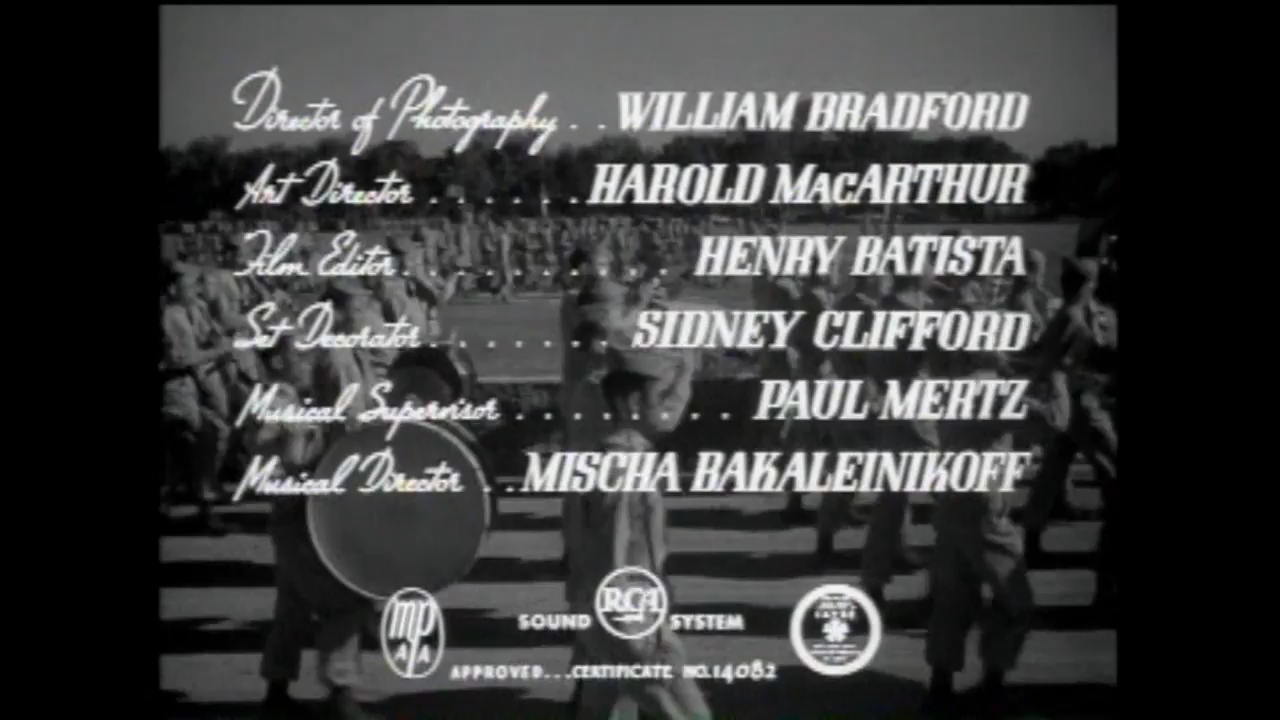 Director of Photography . . WILLIAM BRADFORD
Art Director . . . . . . HAROLD MacARTHUR
Film Editor . . . . . . . . . . HENRY BATISTA
Set Decorator . . . . . . . SIDNEY CLIFFORD
Musical Supervisor . . . . . . . . PAUL MERTZ
Musical Director . . MISCHA BAKALEINIKOFF
MPAA
SOUND RCA SYSTEM
APPROVED...CERTIFICATE NO.14082